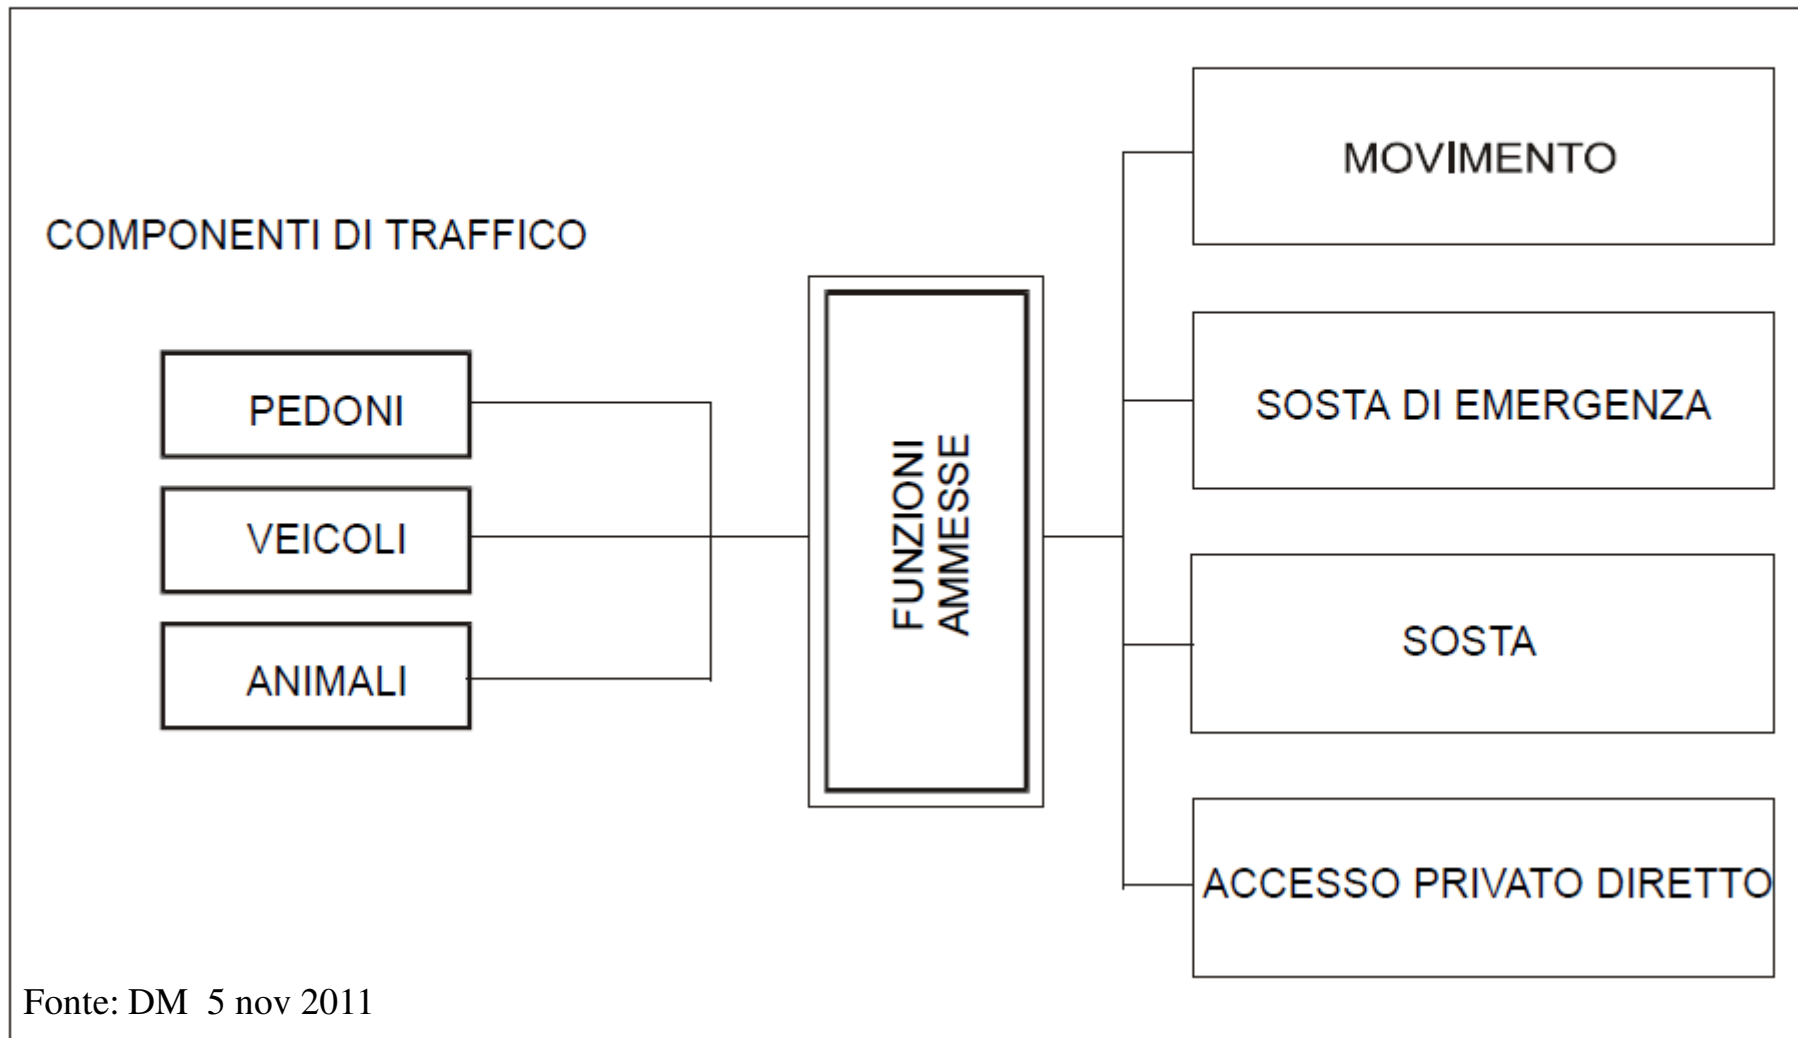 COMPONENTI DI TRAFFICO
PEDONI
VEICOLI
ANIMALI
FUNZIONI
AMMESSE
MOVIMENTO
SOSTA DI EMERGENZA
SOSTA
ACCESSO PRIVATO DIRETTO
Fonte: DM 5 nov 2011